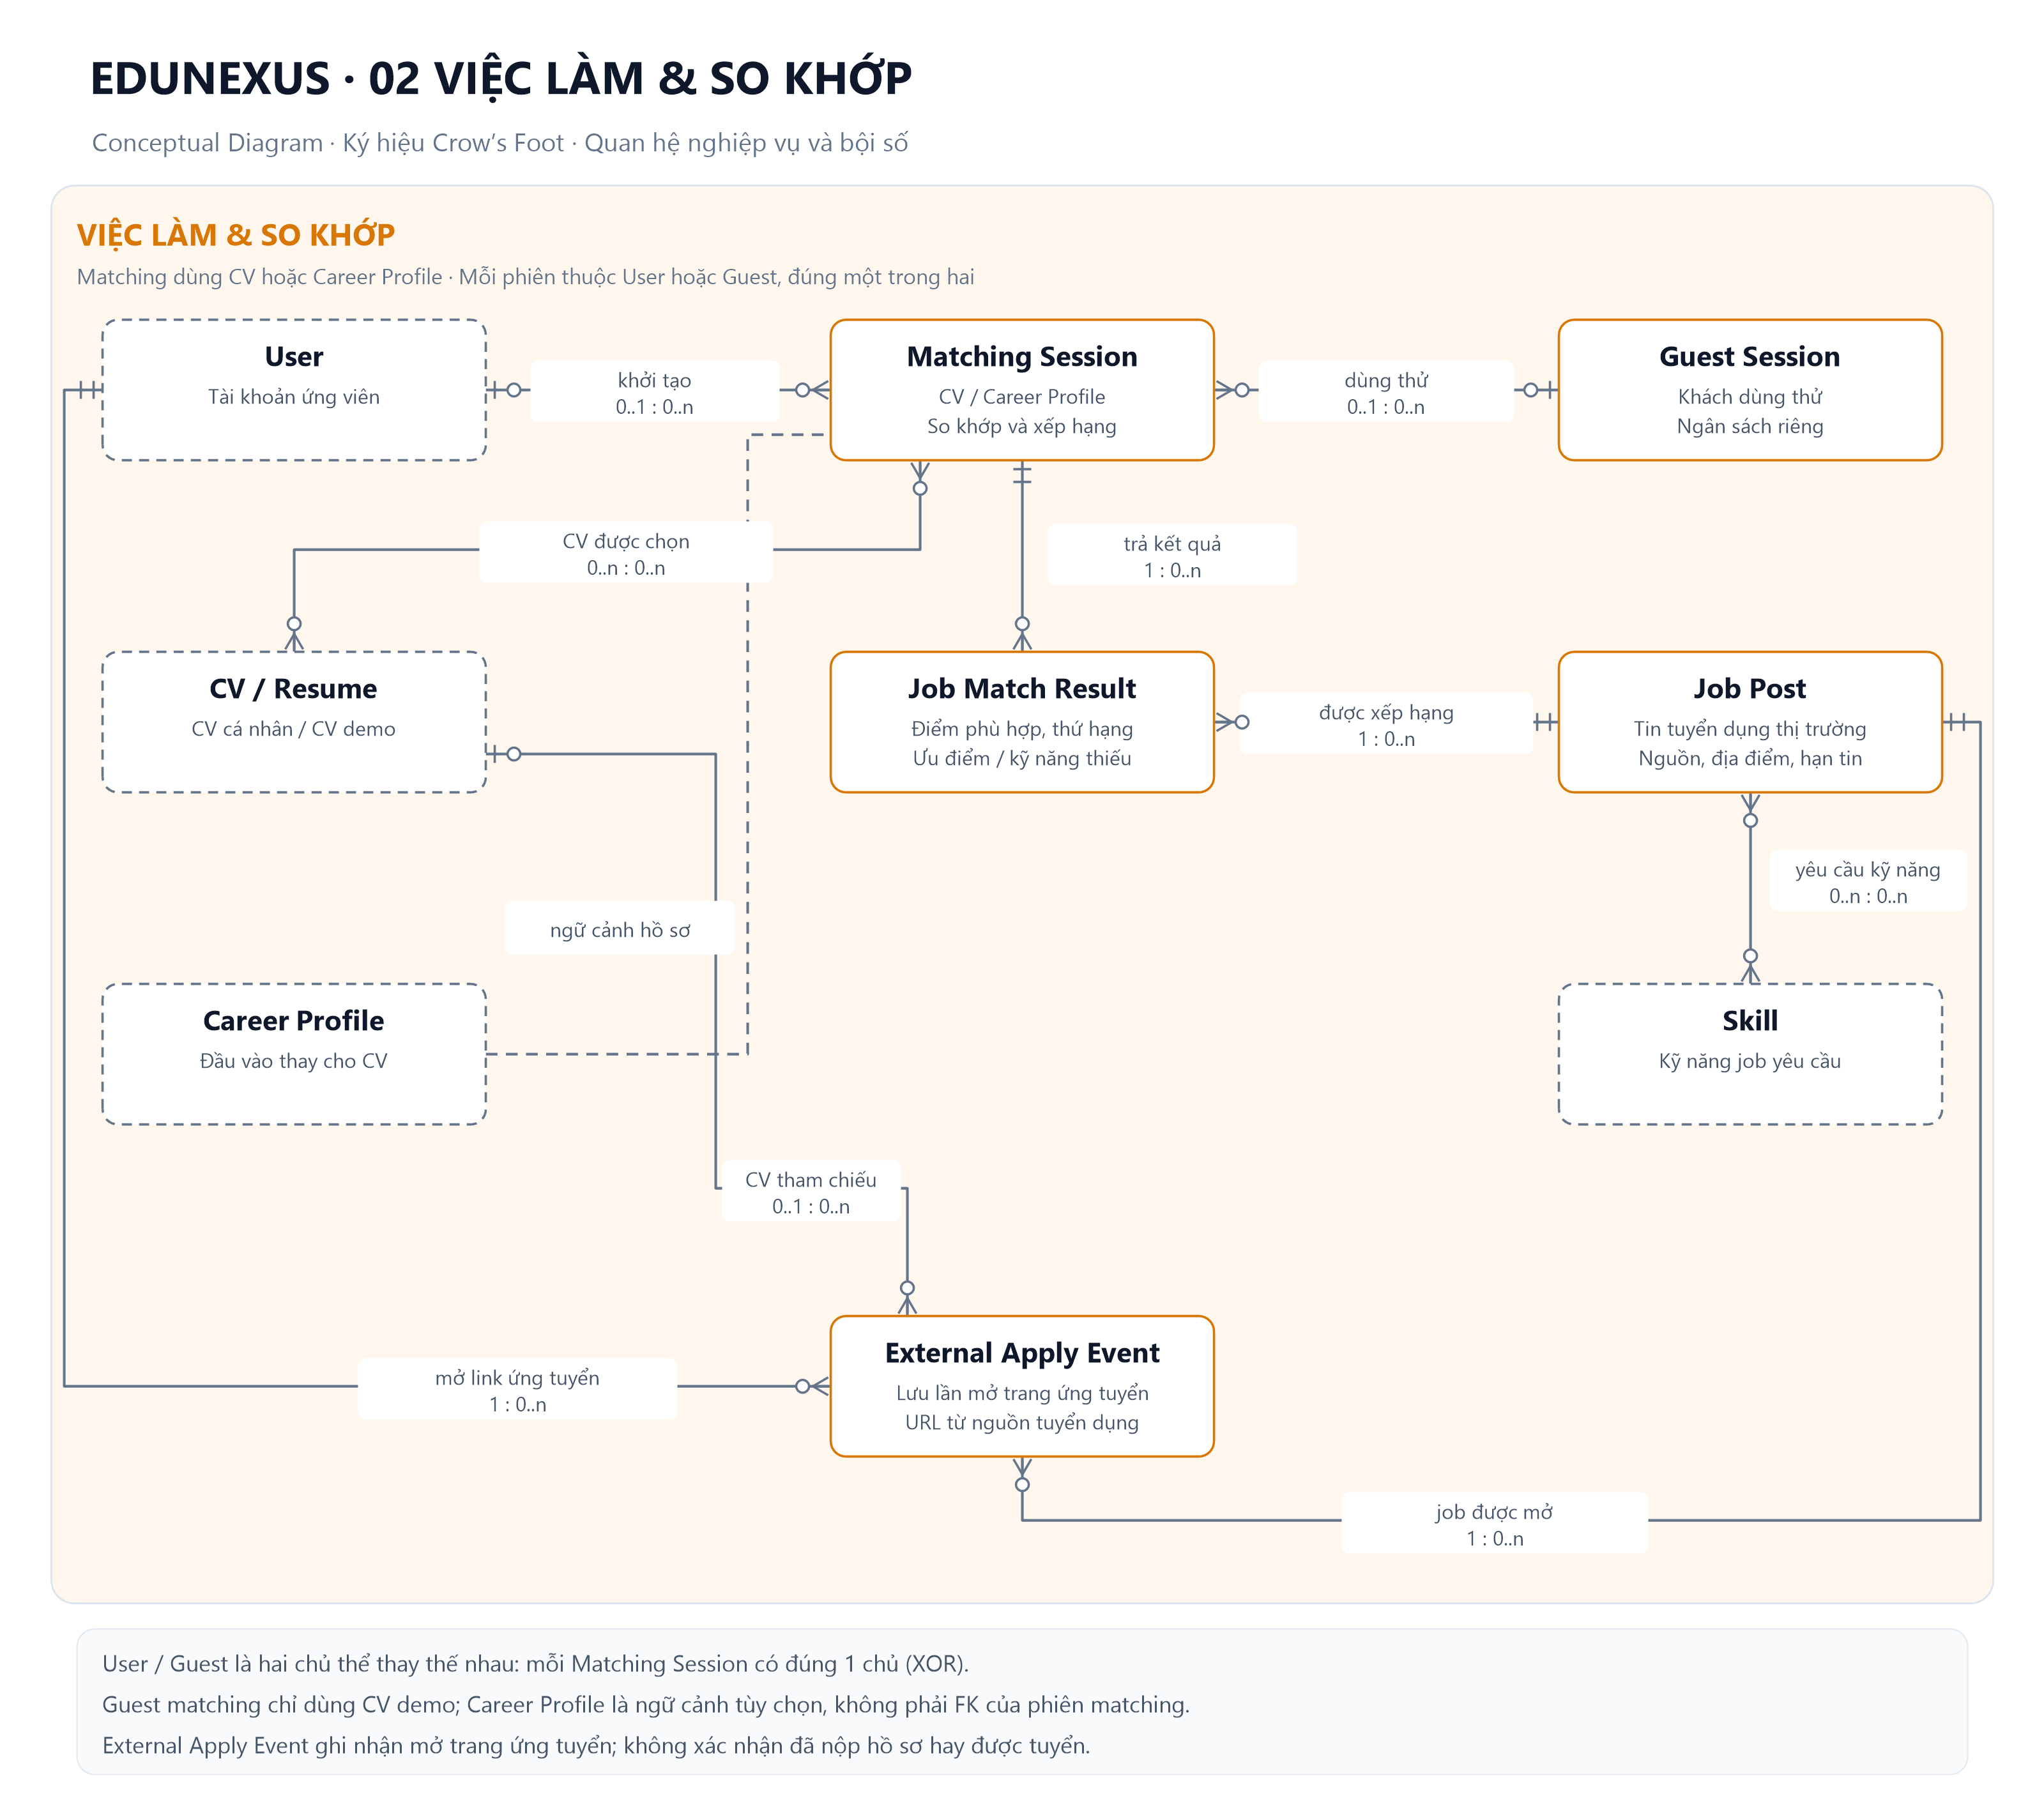 EDUNEXUS · 02 VIỆC LÀM & SO KHỚP
Conceptual Diagram · Ký hiệu Crow’s Foot · Quan hệ nghiệp vụ và bội số
VIỆC LÀM & SO KHỚP
Matching dùng CV hoặc Career Profile · Mỗi phiên thuộc User hoặc Guest, đúng một trong hai
User
Tài khoản ứng viên
khởi tạo
0..1 : 0..n
Matching Session
CV / Career Profile
So khớp và xếp hạng
dùng thử
0..1 : 0..n
Guest Session
Khách dùng thử
Ngân sách riêng
CV được chọn
0..n : 0..n
trả kết quả
1 : 0..n
CV / Resume
CV cá nhân / CV demo
Job Match Result
Điểm phù hợp, thứ hạng
Ưu điểm / kỹ năng thiếu
được xếp hạng
1 : 0..n
Job Post
Tin tuyển dụng thị trường
Nguồn, địa điểm, hạn tin
yêu cầu kỹ năng
0..n : 0..n
ngữ cảnh hồ sơ
Career Profile
Đầu vào thay cho CV
Skill
Kỹ năng job yêu cầu
CV tham chiếu
0..1 : 0..n
mở link ứng tuyển
1 : 0..n
External Apply Event
Lưu lần mở trang ứng tuyển
URL từ nguồn tuyển dụng
job được mở
1 : 0..n
User / Guest là hai chủ thể thay thế nhau: mỗi Matching Session có đúng 1 chủ (XOR).
Guest matching chỉ dùng CV demo; Career Profile là ngữ cảnh tùy chọn, không phải FK của phiên matching.
External Apply Event ghi nhận mở trang ứng tuyển; không xác nhận đã nộp hồ sơ hay được tuyển.